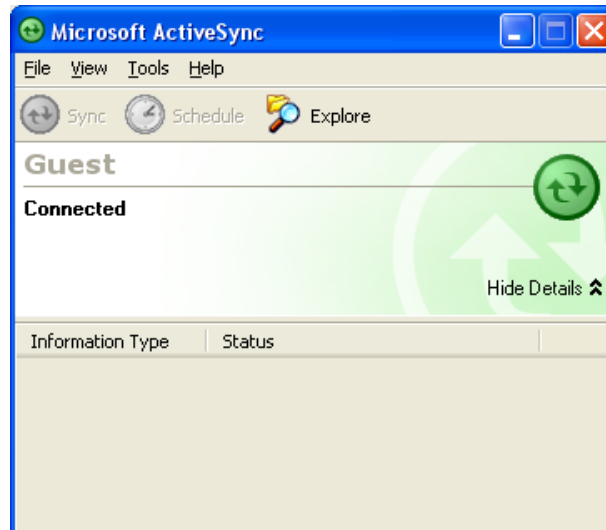 Microsoft ActiveSync
File View Tools Help
Sync Schedule Explore
Guest
Connected
Hide Details
Information Type Status